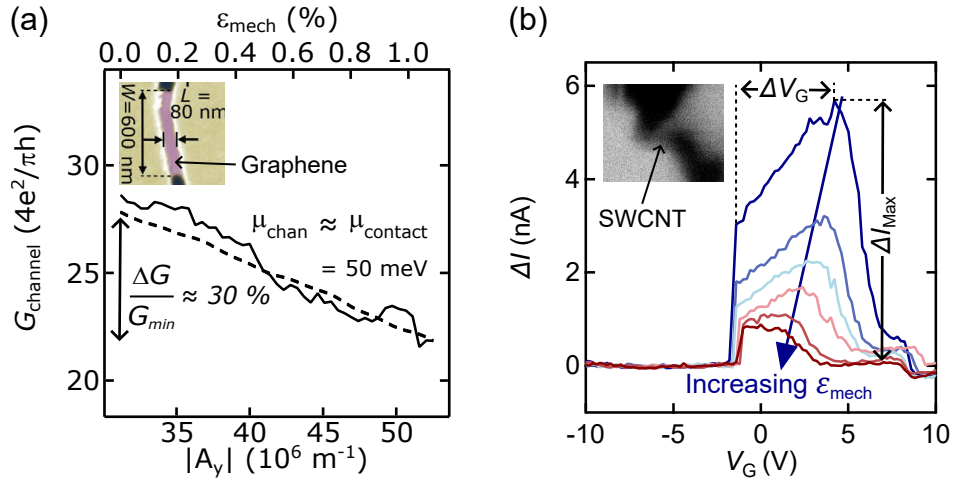 (a)
ε_mech (%)
0.0 0.2 0.4 0.6 0.8 1.0
W=600 nm
L =
80 nm
Graphene
μ_chan ≈ μ_contact
= 50 meV
ΔG
G_min
≈ 30 %
G_channel (4e²/πh)
30
25
20
35 40 45 50
|A_y| (10⁶ m⁻¹)
(b)
6
4
2
0
ΔI (nA)
ΔV_G
SWCNT
ΔI_Max
Increasing ε_mech
-10 -5 0 5 10
V_G (V)